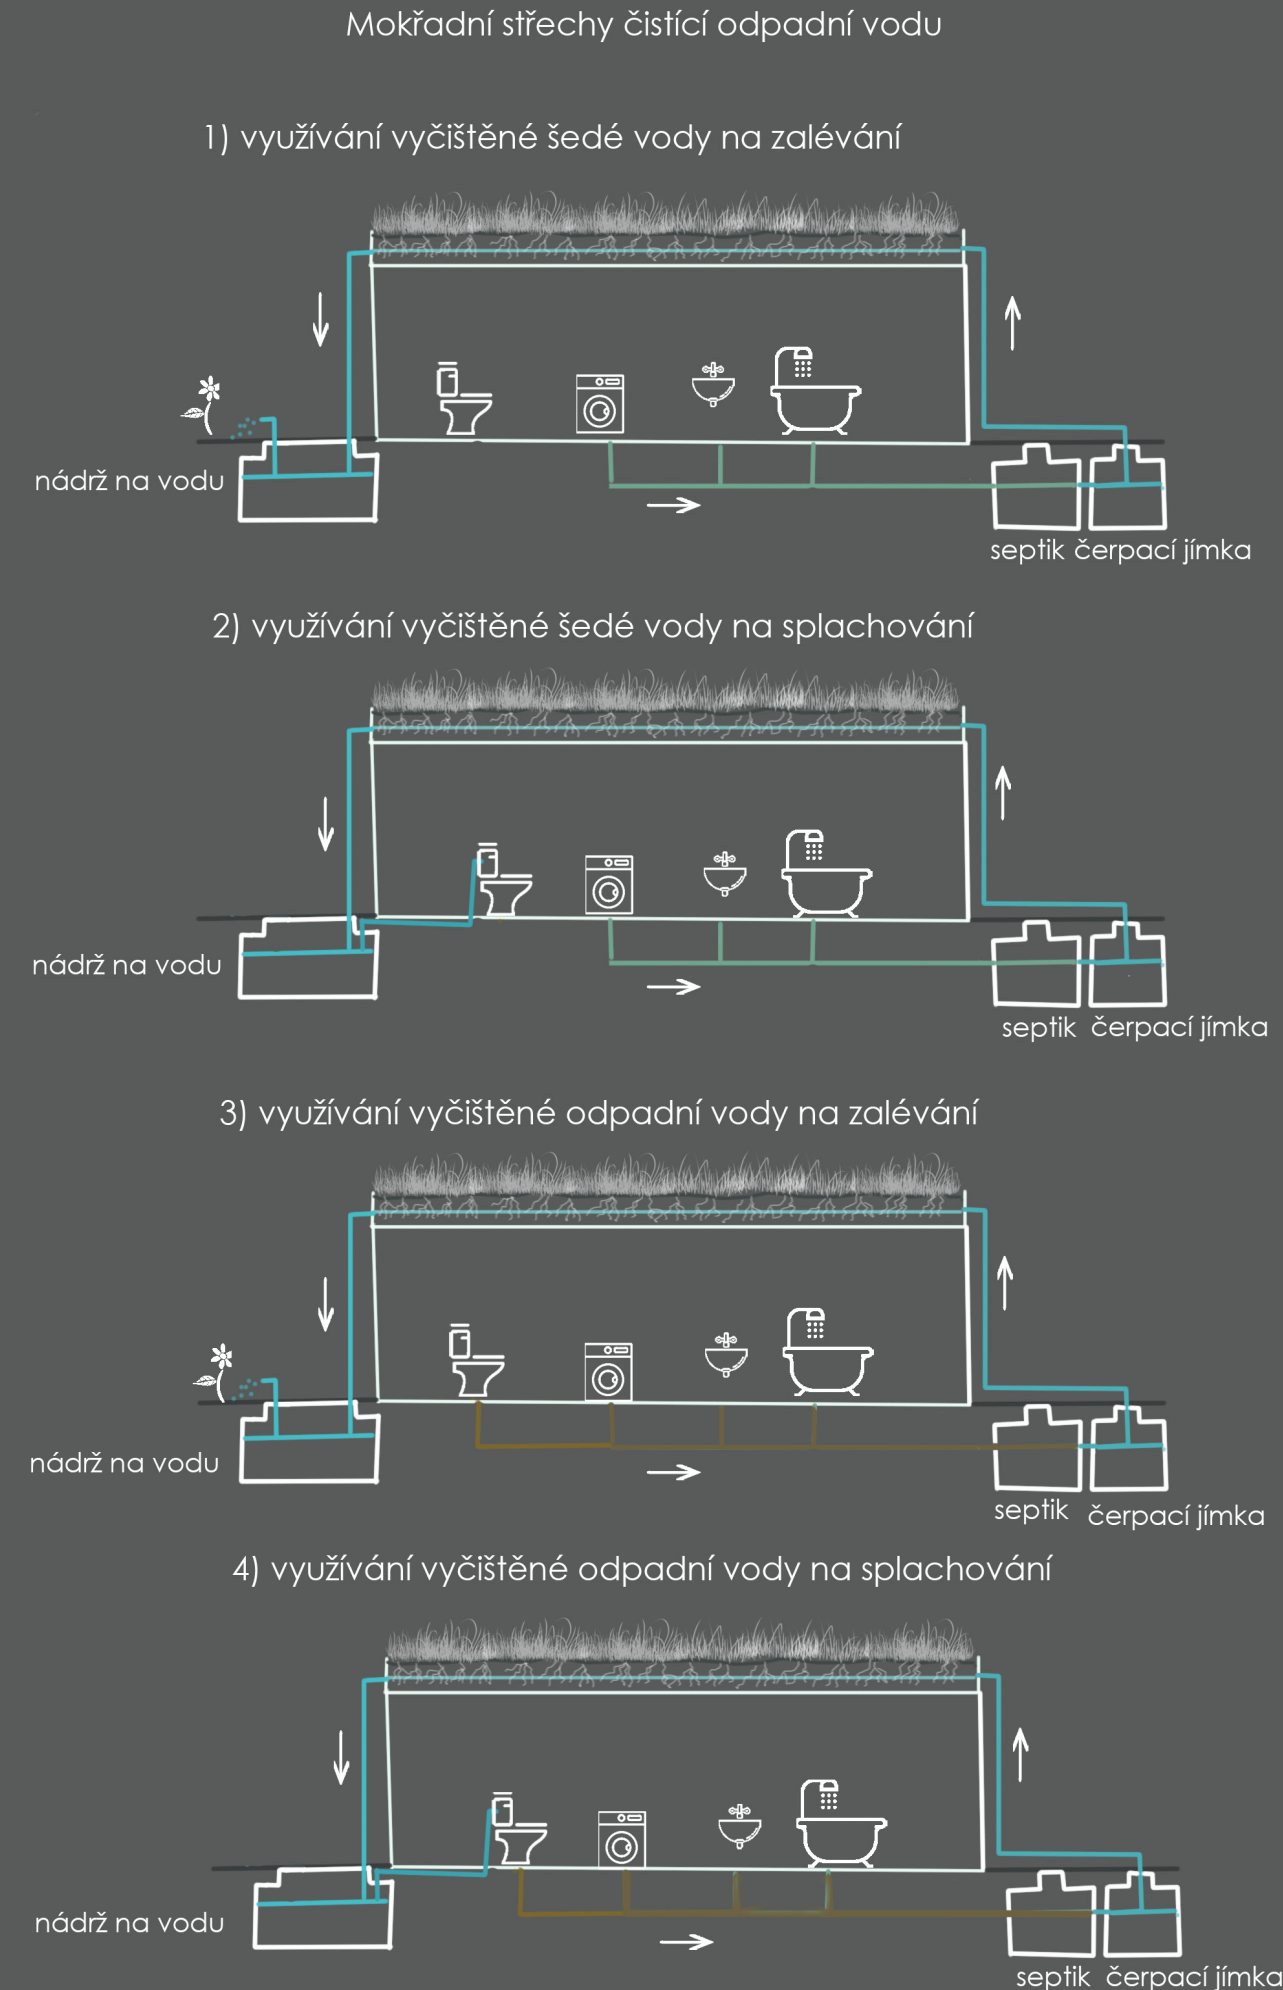 Mokřadní střechy čistící odpadní vodu
1) využívání vyčištěné šedé vody na zalévání
nádrž na vodu
septik čerpací jímka
2) využívání vyčištěné šedé vody na splachování
nádrž na vodu
septik čerpací jímka
3) využívání vyčištěné odpadní vody na zalévání
nádrž na vodu
septik čerpací jímka
4) využívání vyčištěné odpadní vody na splachování
nádrž na vodu
septik čerpací jímka